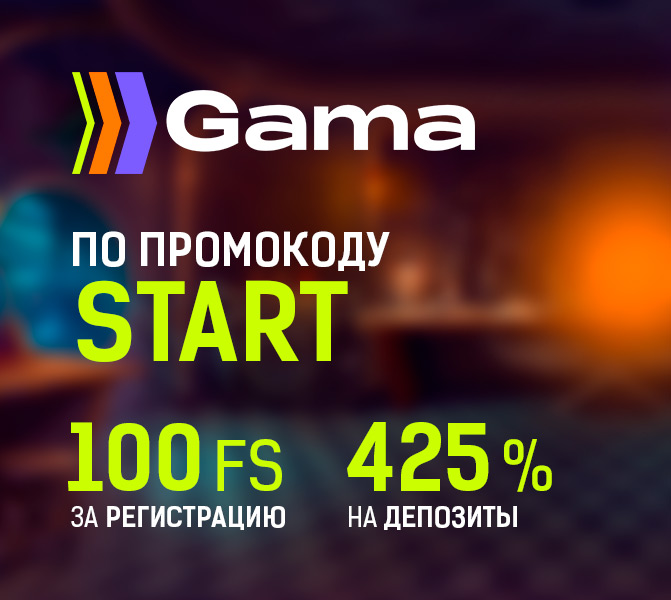 Gama
ПО ПРОМОКОДУ
START
100 FS
ЗА РЕГИСТРАЦИЮ
425 %
НА ДЕПОЗИТЫ